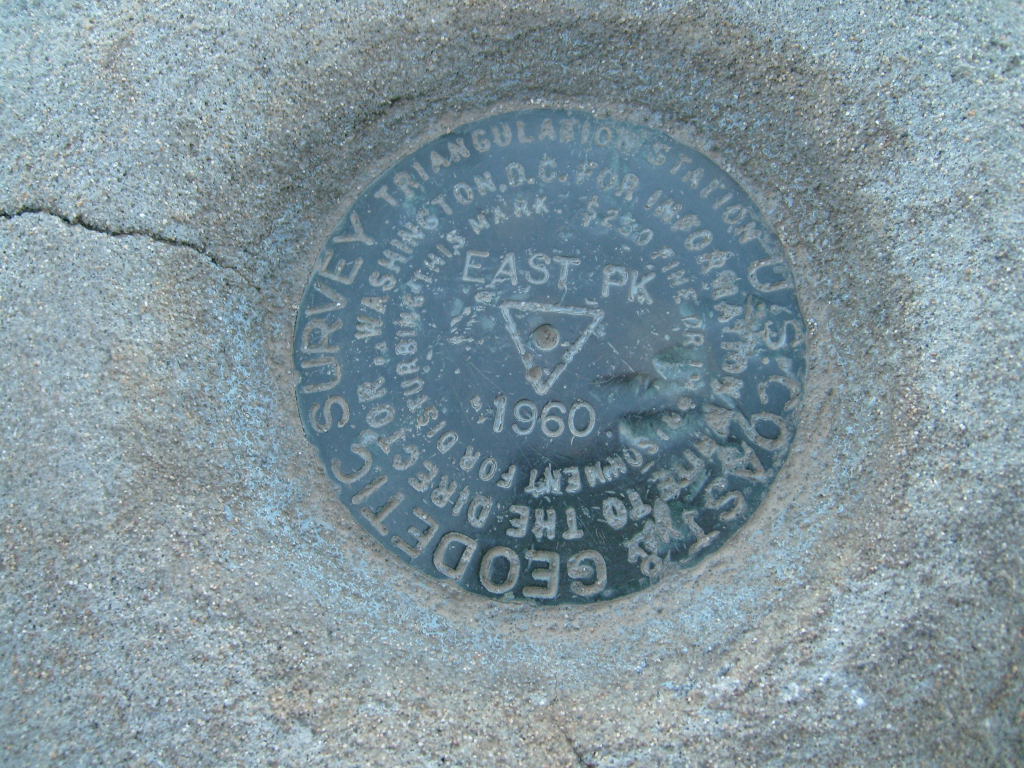 U.S. COAST & GEODETIC SURVEY
TRIANGULATION STATION
WRITE TO THE DIRECTOR WASHINGTON, D.C. FOR INFORMATION
$250 FINE OR IMPRISONMENT FOR DISTURBING THIS MARK.
EAST PK
1960